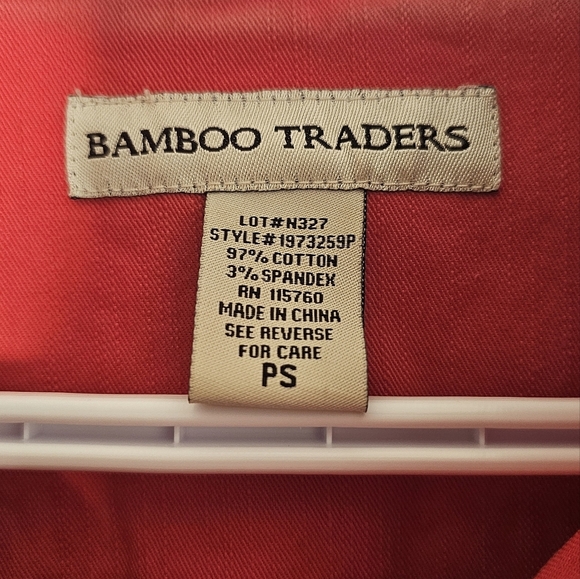 BAMBOO TRADERS
LOT#N327
STYLE#1973259P
97% COTTON
3% SPANDEX
RN 115760
MADE IN CHINA
SEE REVERSE
FOR CARE
PS